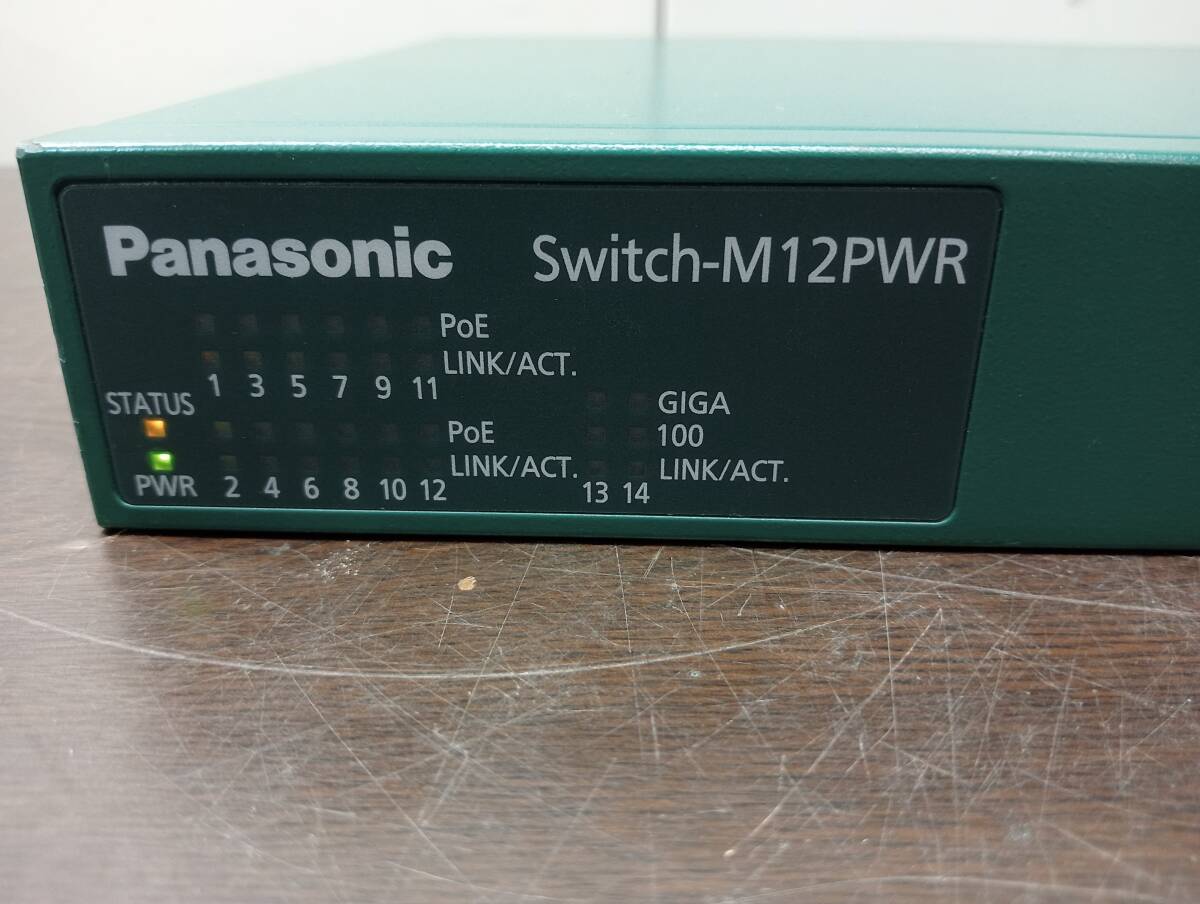 Panasonic Switch-M12PWR
PoE
LINK/ACT.
1 3 5 7 9 11
STATUS
PoE
LINK/ACT.
PWR 2 4 6 8 10 12
GIGA
100
LINK/ACT.
13 14